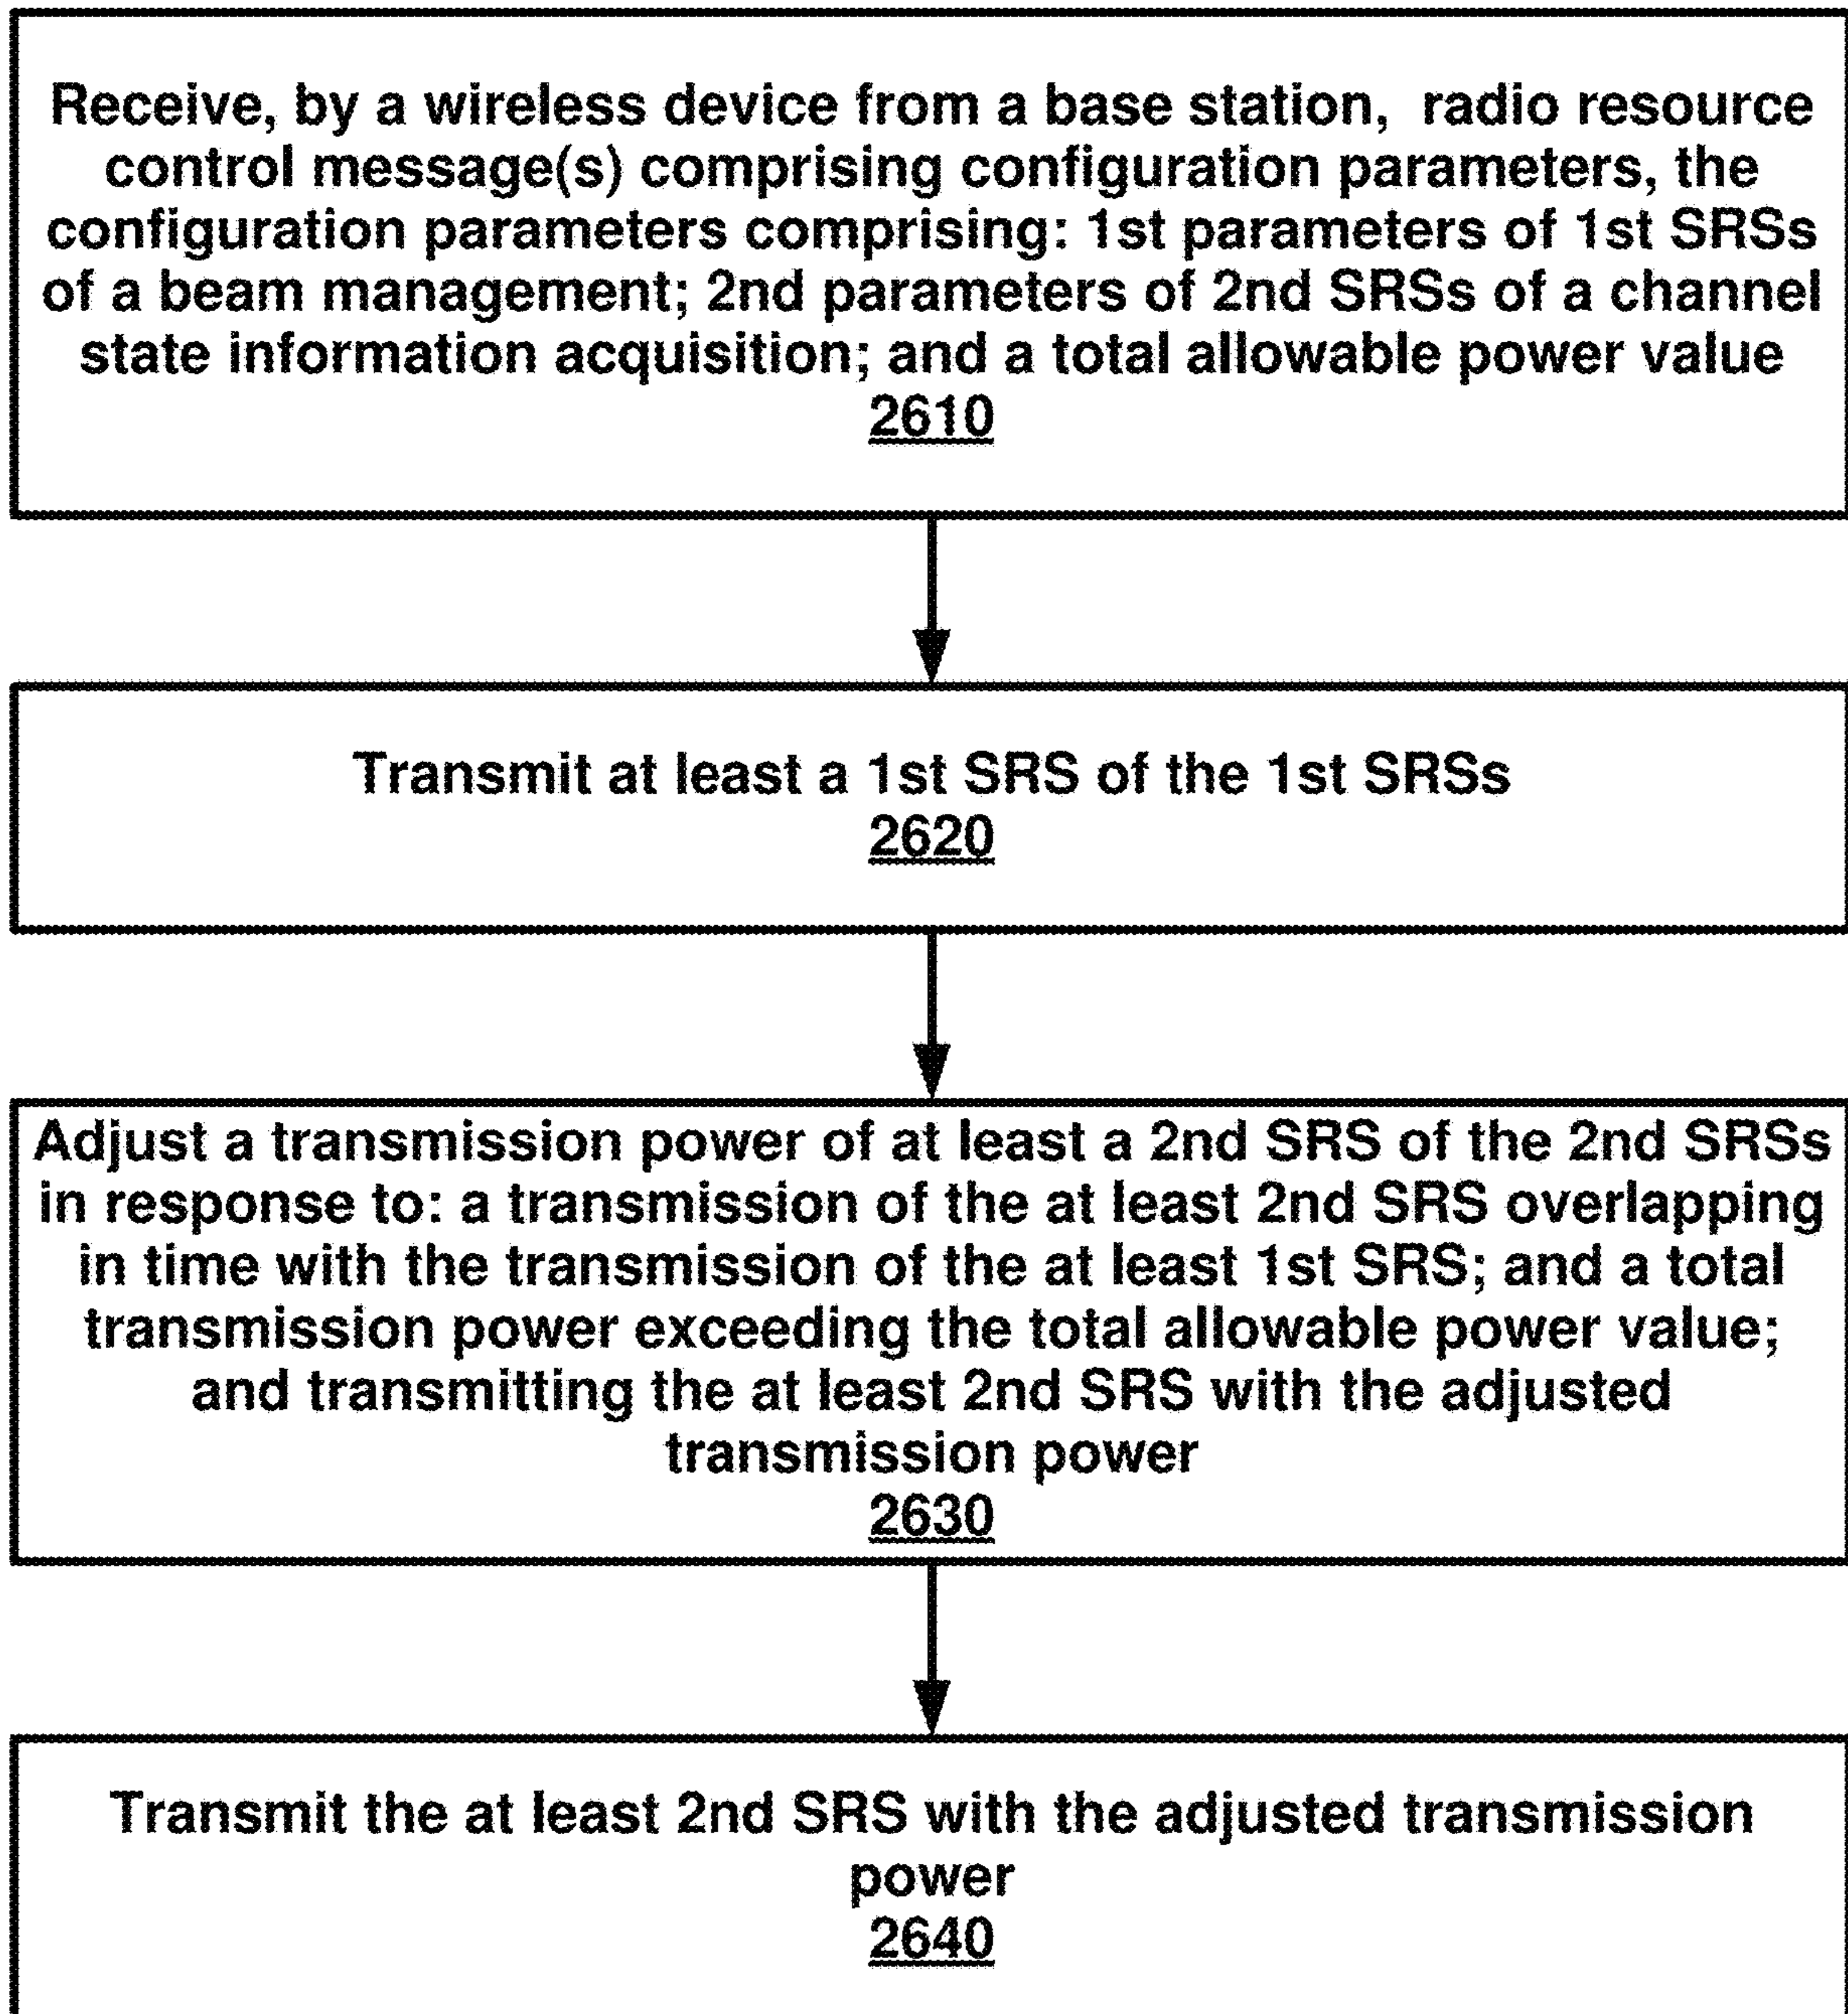 Receive, by a wireless device from a base station, radio resource
control message(s) comprising configuration parameters, the
configuration parameters comprising: 1st parameters of 1st SRSs
of a beam management; 2nd parameters of 2nd SRSs of a channel
state information acquisition; and a total allowable power value
2610
Transmit at least a 1st SRS of the 1st SRSs
2620
Adjust a transmission power of at least a 2nd SRS of the 2nd SRSs
in response to: a transmission of the at least 2nd SRS overlapping
in time with the transmission of the at least 1st SRS; and a total
transmission power exceeding the total allowable power value;
and transmitting the at least 2nd SRS with the adjusted
transmission power
2630
Transmit the at least 2nd SRS with the adjusted transmission
power
2640